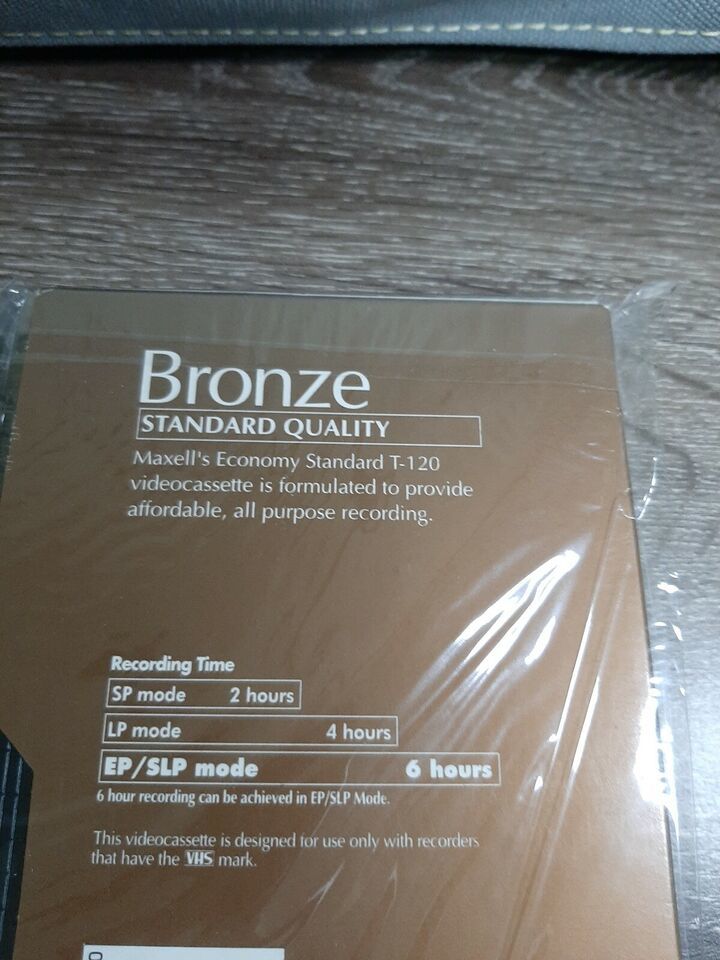 Bronze
STANDARD QUALITY
Maxell's Economy Standard T-120
videocassette is formulated to provide
affordable, all purpose recording.
Recording Time
SP mode 2 hours
LP mode 4 hours
EP/SLP mode 6 hours
6 hour recording can be achieved in EP/SLP Mode.
This videocassette is designed for use only with recorders
that have the VHS mark.